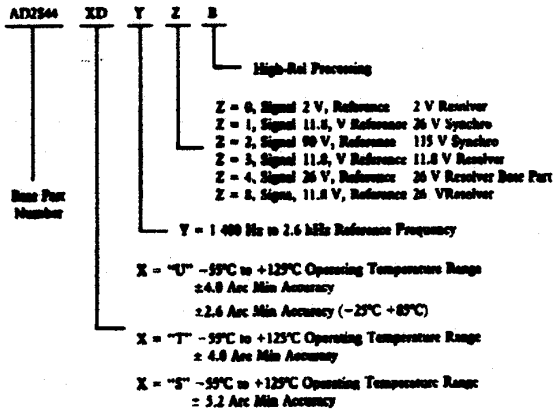 AD2S44 XD Y Z B
High-Rel Processing
Z = 0, Signal 2 V, Reference 2 V Resolver
Z = 1, Signal 11.8, V Reference 26 V Synchro
Z = 2, Signal 90 V, Reference 115 V Synchro
Z = 3, Signal 11.8, V Reference 11.8 V Resolver
Z = 4, Signal 26 V, Reference 26 V Resolver Base Part
Z = 8, Signa, 11.8 V, Reference 26 VResolver
Base Part
Number
Y = 1 400 Hz to 2.6 kHz Reference Frequency
X = "U" -55°C to +125°C Operating Temperature Range
±4.0 Arc Min Accuracy
±2.6 Arc Min Accuracy (-25°C +85°C)
X = "T" -55°C to +125°C Operating Temperature Range
± 4.0 Arc Min Accuracy
X = "S" -55°C to +125°C Operating Temperature Range
± 5.2 Arc Min Accuracy